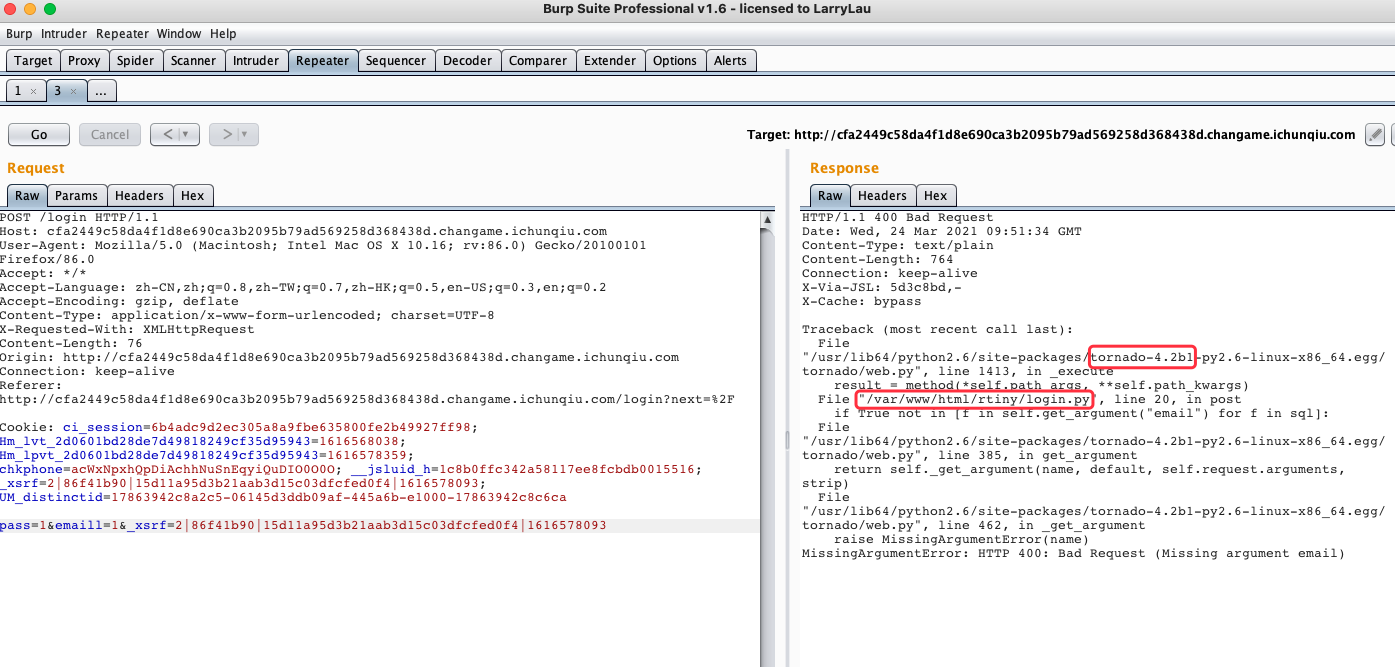 Burp Suite Professional v1.6 - licensed to LarryLau
Burp Intruder Repeater Window Help
Target Proxy Spider Scanner Intruder Repeater Sequencer Decoder Comparer Extender Options Alerts
1 × 3 × ...
Go Cancel < > Target: http://cfa2449c58da4f1d8e690ca3b2095b79ad569258d368438d.changame.ichunqiu.com
Request
Raw Params Headers Hex
POST /login HTTP/1.1
Host: cfa2449c58da4f1d8e690ca3b2095b79ad569258d368438d.changame.ichunqiu.com
User-Agent: Mozilla/5.0 (Macintosh; Intel Mac OS X 10.16; rv:86.0) Gecko/20100101
Firefox/86.0
Accept: */*
Accept-Language: zh-CN,zh;q=0.8,zh-TW;q=0.7,zh-HK;q=0.5,en-US;q=0.3,en;q=0.2
Accept-Encoding: gzip, deflate
Content-Type: application/x-www-form-urlencoded; charset=UTF-8
X-Requested-With: XMLHttpRequest
Content-Length: 76
Origin: http://cfa2449c58da4f1d8e690ca3b2095b79ad569258d368438d.changame.ichunqiu.com
Connection: keep-alive
Referer:
http://cfa2449c58da4f1d8e690ca3b2095b79ad569258d368438d.changame.ichunqiu.com/login?next=%2F
Cookie: ci_session=6b4adc9d2ec305a8a9fbe635800fe2b49927ff98;
Hm_lvt_2d0601bd28de7d49818249cf35d95943=1616568038;
Hm_lpvt_2d0601bd28de7d49818249cf35d95943=1616578359;
chkphone=acWxNpxhQpDiAchhNuSnEqyiQuDIO0O0O; __jsluid_h=1c8b0ffc342a58117ee8fcbdb0015516;
_xsrf=2|86f41b90|15d11a95d3b21aab3d15c03dfcfed0f4|1616578093;
UM_distinctid=17863942c8a2c5-06145d3ddb09af-445a6b-e1000-17863942c8c6ca
pass=1&emaill=1&_xsrf=2|86f41b90|15d11a95d3b21aab3d15c03dfcfed0f4|1616578093
Response
Raw Headers Hex
HTTP/1.1 400 Bad Request
Date: Wed, 24 Mar 2021 09:51:34 GMT
Content-Type: text/plain
Content-Length: 764
Connection: keep-alive
X-Via-JSL: 5d3c8bd,-
X-Cache: bypass
Traceback (most recent call last):
File
"/usr/lib64/python2.6/site-packages/tornado-4.2b1-py2.6-linux-x86_64.egg/
tornado/web.py", line 1413, in _execute
result = method(*self.path_args, **self.path_kwargs)
File "/var/www/html/rtiny/login.py", line 20, in post
if True not in [f in self.get_argument("email") for f in sql]:
File
"/usr/lib64/python2.6/site-packages/tornado-4.2b1-py2.6-linux-x86_64.egg/
tornado/web.py", line 385, in get_argument
return self._get_argument(name, default, self.request.arguments,
strip)
File
"/usr/lib64/python2.6/site-packages/tornado-4.2b1-py2.6-linux-x86_64.egg/
tornado/web.py", line 462, in _get_argument
raise MissingArgumentError(name)
MissingArgumentError: HTTP 400: Bad Request (Missing argument email)